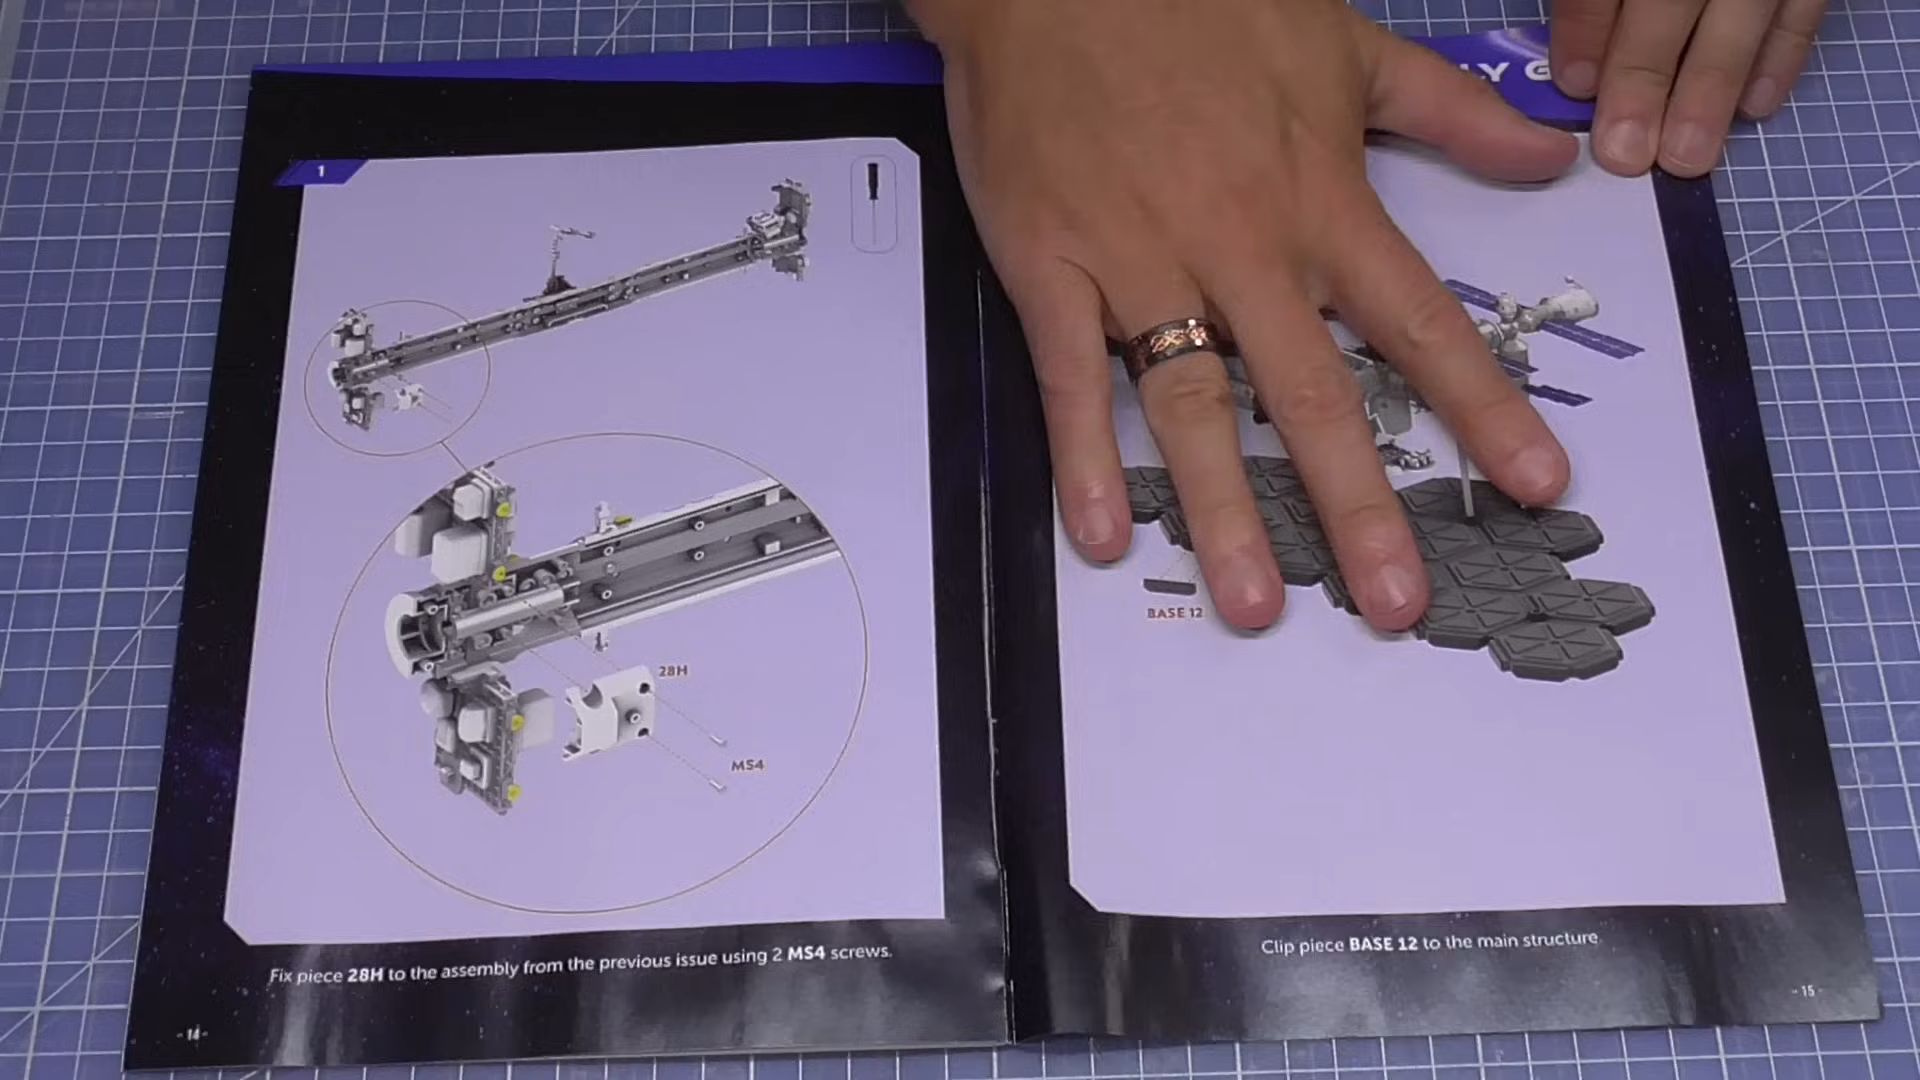 LY G
1
28H
MS4
Fix piece 28H to the assembly from the previous issue using 2 MS4 screws.
- 14 -
BASE 12
Clip piece BASE 12 to the main structure
- 15 -